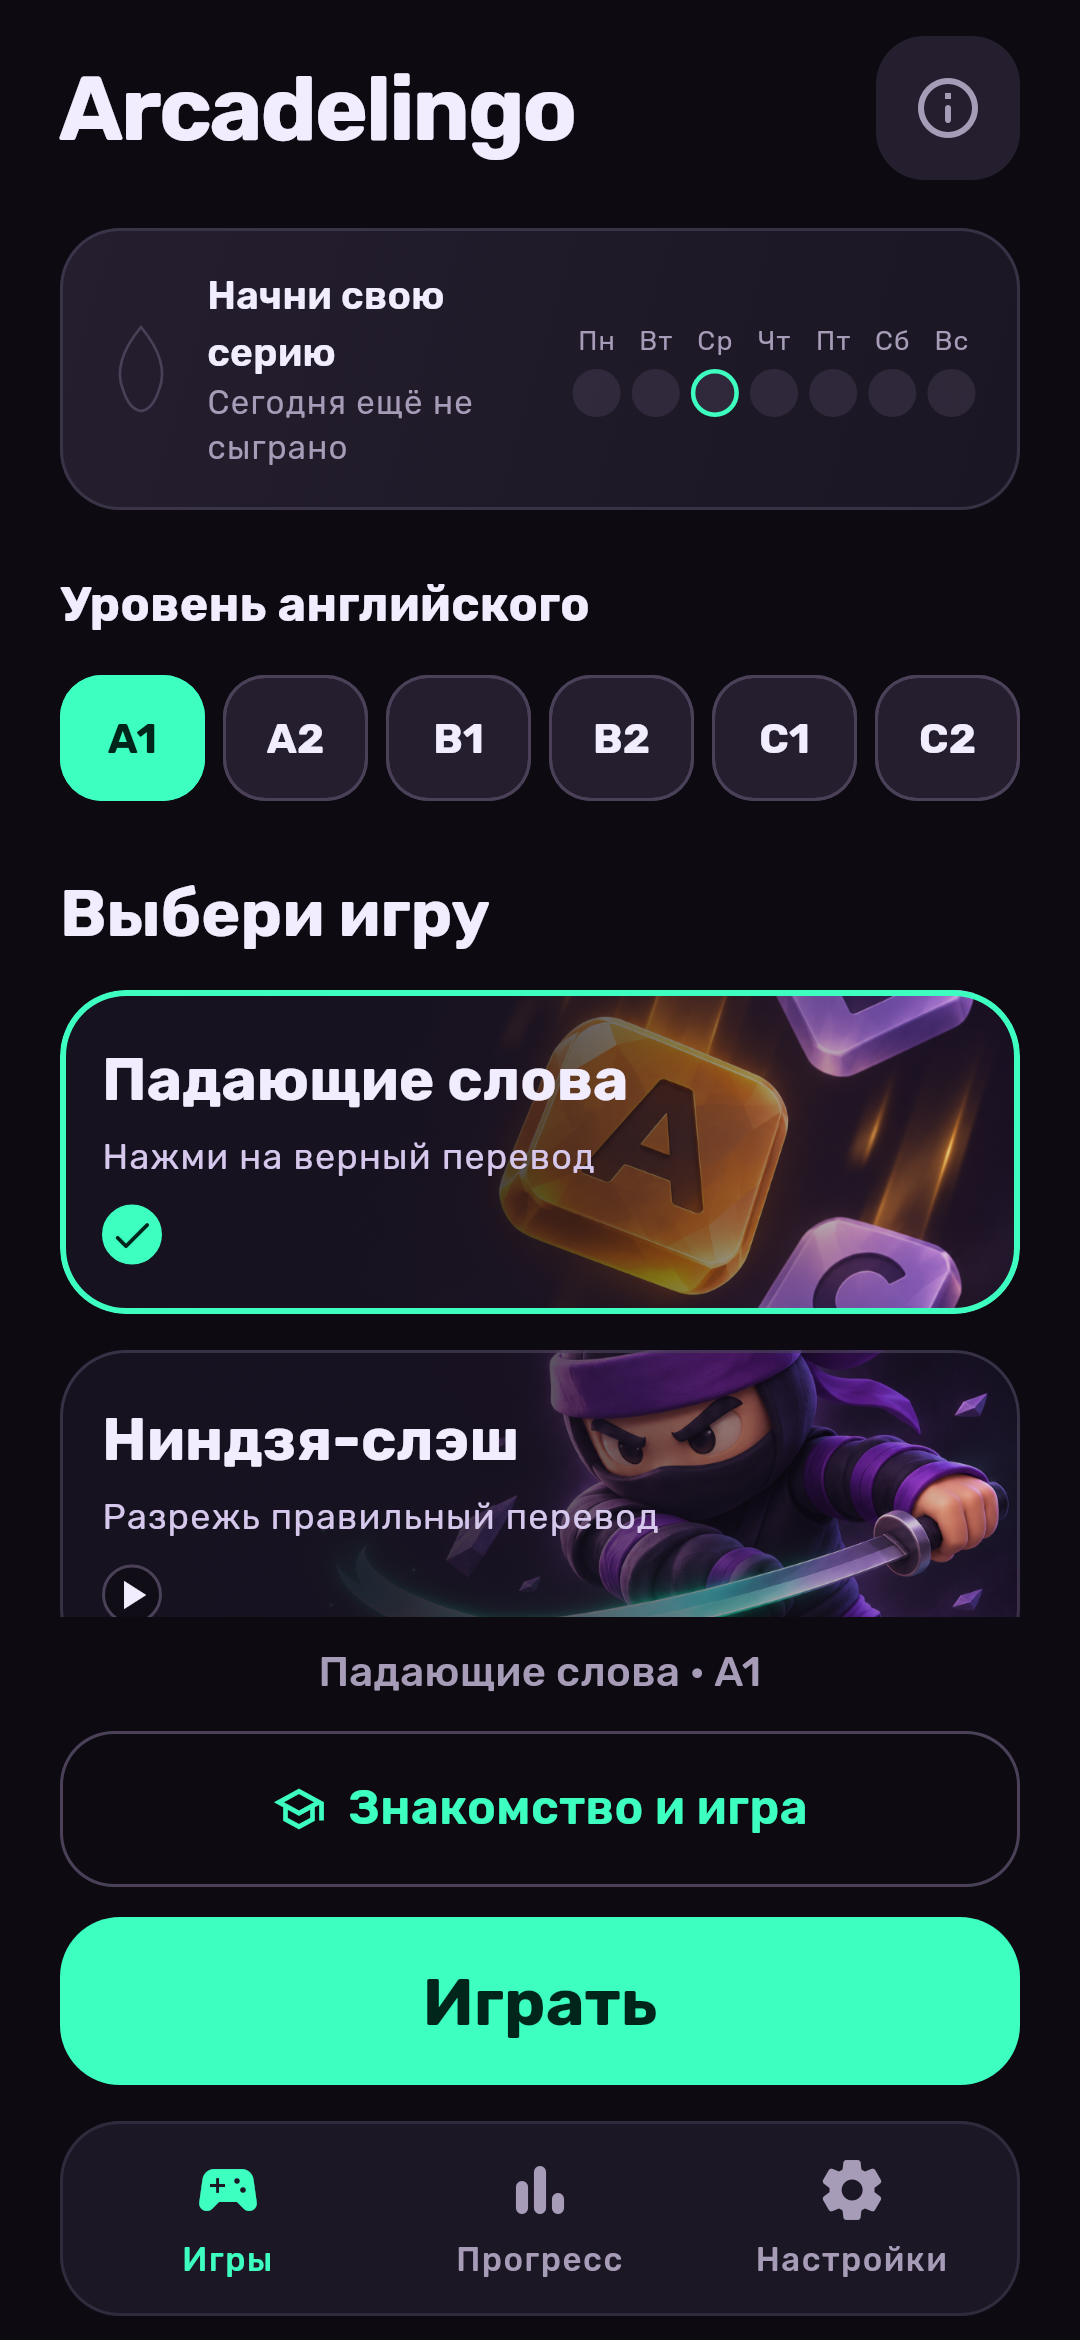 Arcadelingo
Начни свою
серию
Сегодня ещё не
сыграно
Пн Вт Ср Чт Пт Сб Вс
Уровень английского
A1 A2 B1 B2 C1 C2
Выбери игру
Падающие слова
Нажми на верный перевод
A
C
Ниндзя-слэш
Разрежь правильный перевод
Падающие слова • A1
Знакомство и игра
Играть
Игры Прогресс Настройки